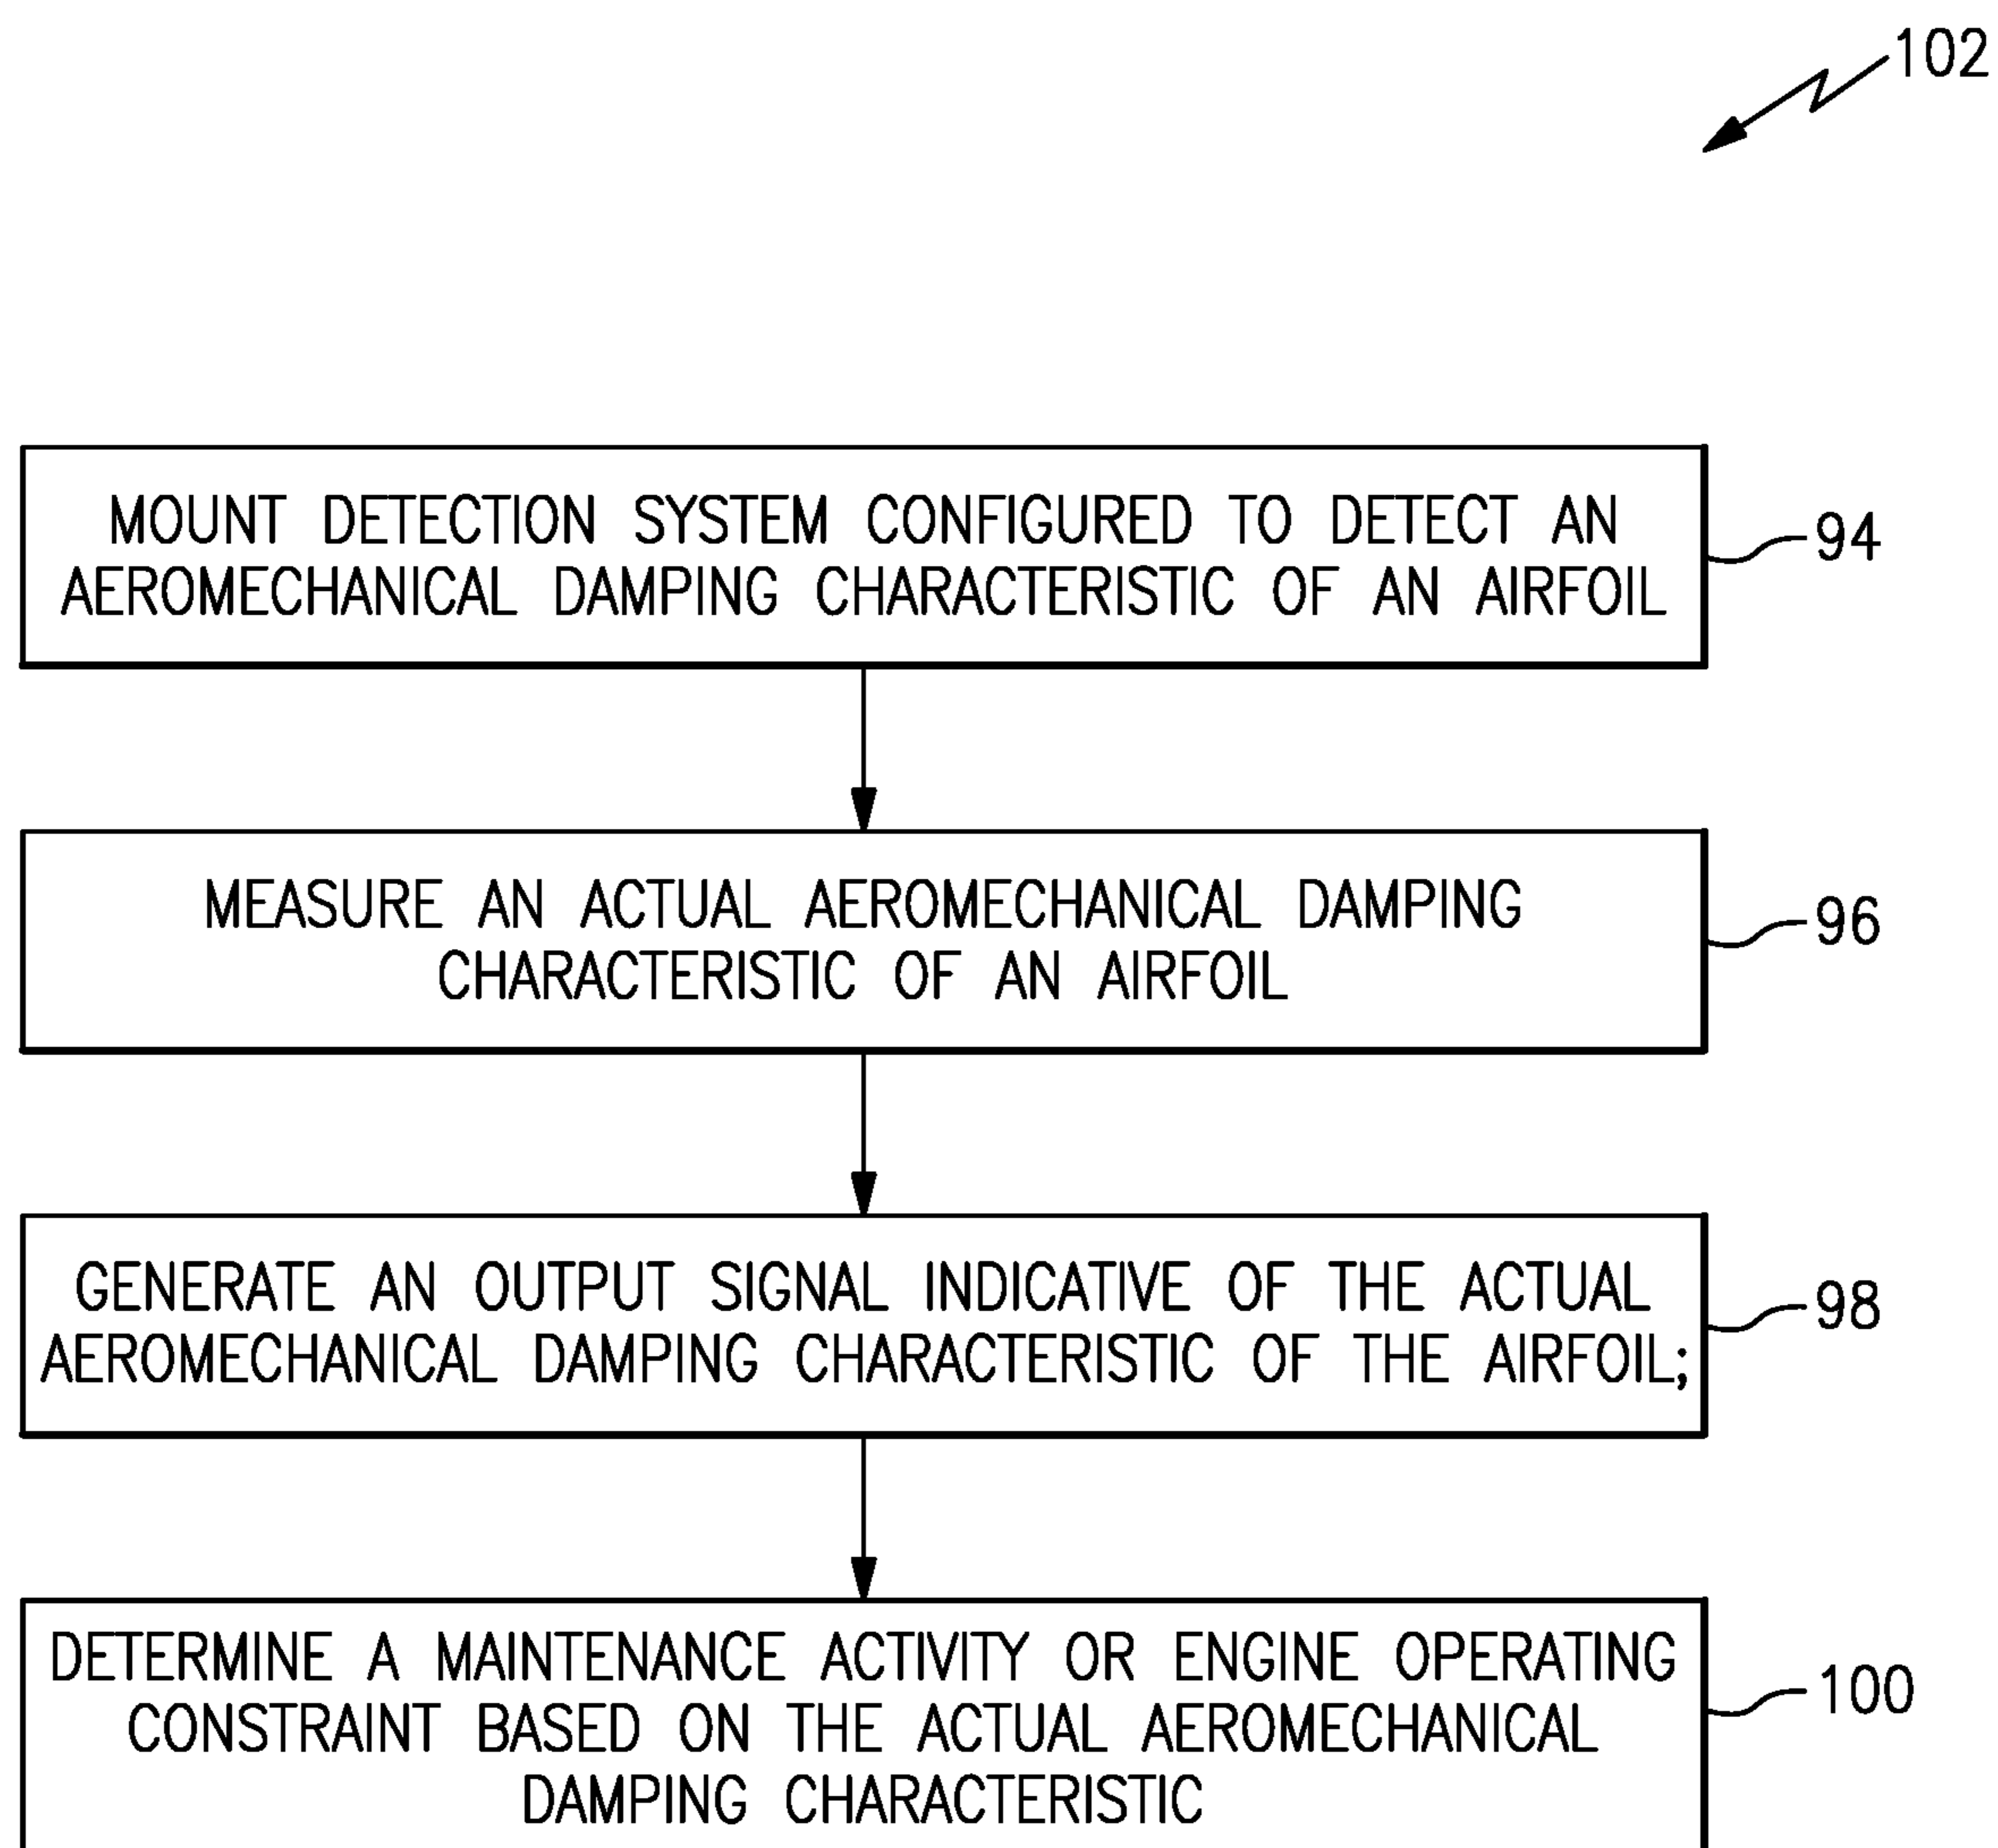 102
MOUNT DETECTION SYSTEM CONFIGURED TO DETECT AN
AEROMECHANICAL DAMPING CHARACTERISTIC OF AN AIRFOIL
94
MEASURE AN ACTUAL AEROMECHANICAL DAMPING
CHARACTERISTIC OF AN AIRFOIL
96
GENERATE AN OUTPUT SIGNAL INDICATIVE OF THE ACTUAL
AEROMECHANICAL DAMPING CHARACTERISTIC OF THE AIRFOIL;
98
DETERMINE A MAINTENANCE ACTIVITY OR ENGINE OPERATING
CONSTRAINT BASED ON THE ACTUAL AEROMECHANICAL
DAMPING CHARACTERISTIC
100